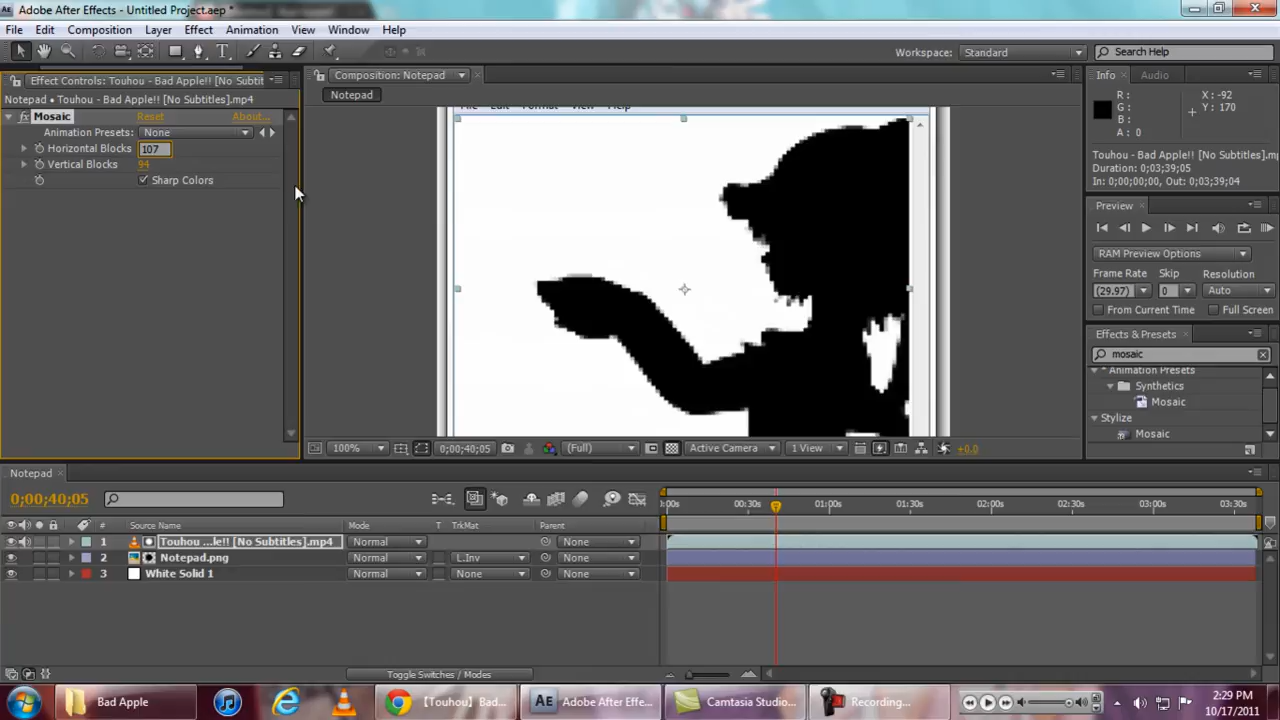 Adobe After Effects - Untitled Project.aep *
File Edit Composition Layer Effect Animation View Window Help
Workspace: Standard Search Help
Effect Controls: Touhou - Bad Apple!! [No Subtit
Composition: Notepad
Info Audio
Notepad • Touhou - Bad Apple!! [No Subtitles].mp4
Notepad
R: X: -92
G: Y: 170
B:
A: 0
fx Mosaic Reset About...
Animation Presets: None
Horizontal Blocks 107
Vertical Blocks 94
Sharp Colors
Touhou - Bad Apple!! [No Subtitles].mp4
Duration: 0;03;39;05
In: 0;00;00;00, Out: 0;03;39;04
Preview
RAM Preview Options
Frame Rate Skip Resolution
(29.97) 0 Auto
From Current Time Full Screen
Effects & Presets
mosaic
Animation Presets
Synthetics
Mosaic
Stylize
Mosaic
100% 0;00;40;05 (Full) Active Camera 1 View +0.0
Notepad
0;00;40;05
:00s 00:30s 01:00s 01:30s 02:00s 02:30s 03:00s 03:30s
# Source Name Mode T TrkMat Parent
1 Touhou ...le!! [No Subtitles].mp4 Normal None
2 Notepad.png Normal L.Inv None
3 White Solid 1 Normal None None
Toggle Switches / Modes
Bad Apple 【Touhou】Bad... Adobe After Effe... Camtasia Studio... Recording...
2:29 PM
10/17/2011